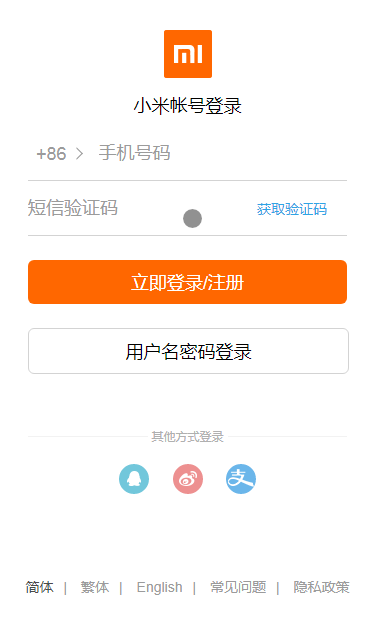 mi
小米帐号登录
+86 手机号码
短信验证码 获取验证码
立即登录/注册
用户名密码登录
其他方式登录
支
简体 | 繁体 | English | 常见问题 | 隐私政策